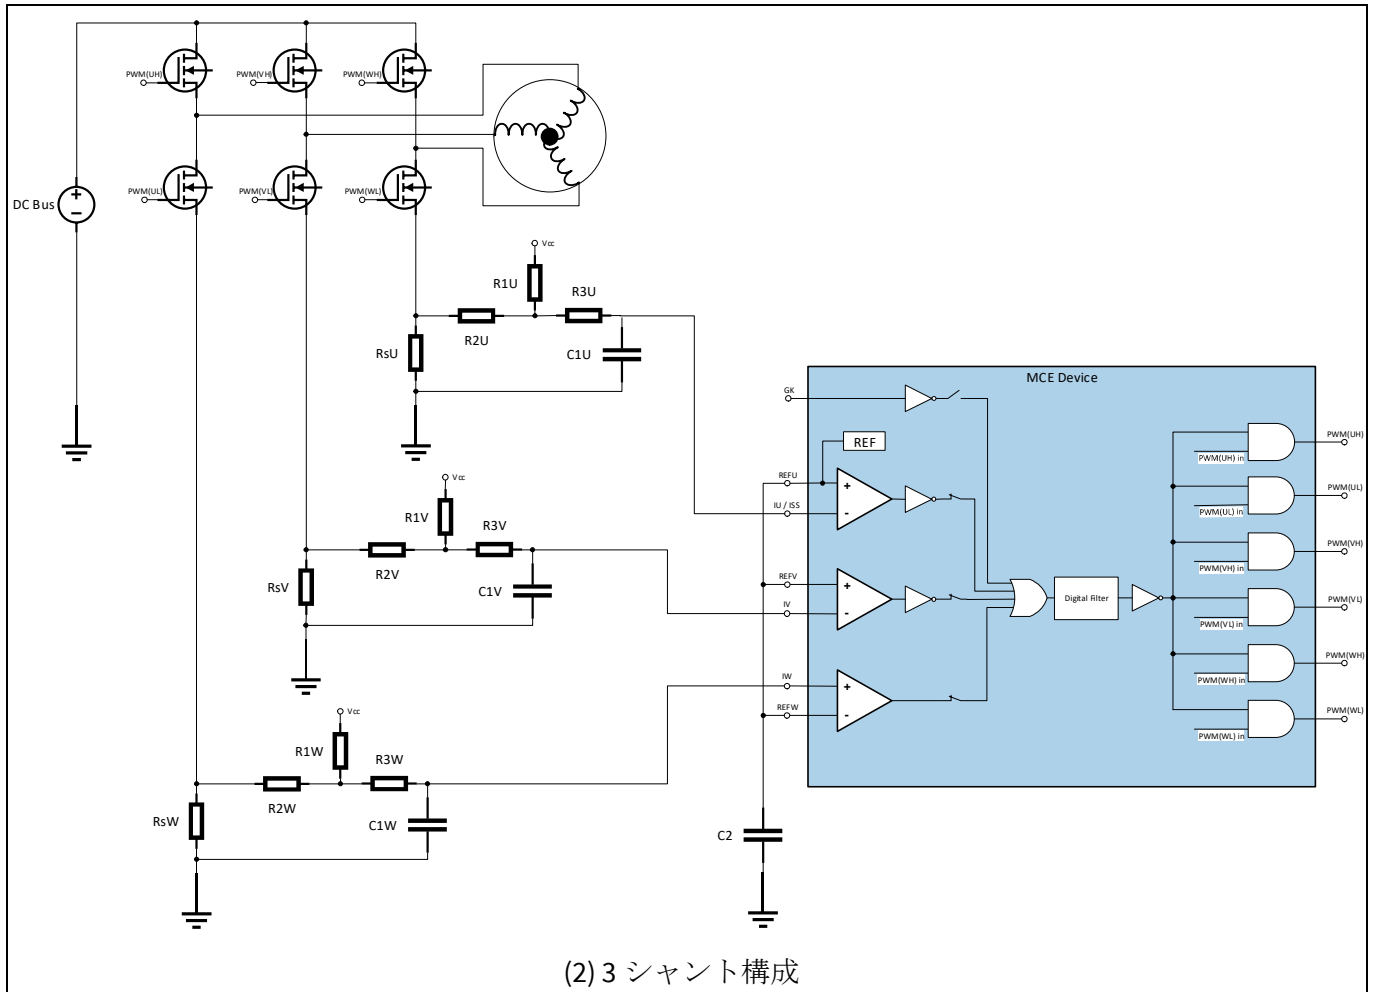 PWM(UH)
PWM(VH)
PWM(WH)
PWM(UL)
PWM(VL)
PWM(WL)
DC Bus
Vcc
R1U
R3U
R2U
RsU
C1U
MCE Device
GK
REF
PWM(UH)
PWM(UH) in
REFU
IU / ISS
PWM(UL)
PWM(UL) in
Vcc
R1V
R3V
R2V
RsV
C1V
PWM(VH)
PWM(VH) in
REFV
IV
Digital Filter
PWM(VL)
PWM(VL) in
PWM(WH)
PWM(WH) in
IW
REFW
PWM(WL)
PWM(WL) in
Vcc
R1W
R3W
R2W
RsW
C1W
C2
(2) 3 シャント構成